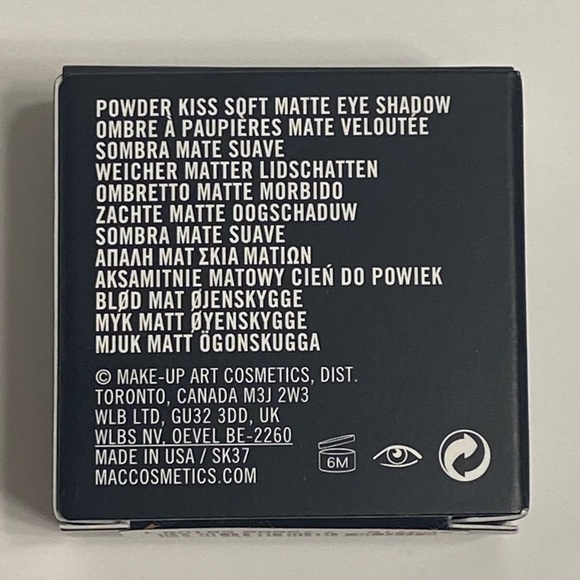 POWDER KISS SOFT MATTE EYE SHADOW
OMBRE À PAUPIÈRES MATE VELOUTÉE
SOMBRA MATE SUAVE
WEICHER MATTER LIDSCHATTEN
OMBRETTO MATTE MORBIDO
ZACHTE MATTE OOGSCHADUW
SOMBRA MATE SUAVE
ΑΠΑΛΗ ΜΑΤ ΣΚΙΑ ΜΑΤΙΩΝ
AKSAMITNIE MATOWY CIEŃ DO POWIEK
BLØD MAT ØJENSKYGGE
MYK MATT ØYENSKYGGE
MJUK MATT ÖGONSKUGGA
© MAKE-UP ART COSMETICS, DIST.
TORONTO, CANADA M3J 2W3
WLB LTD, GU32 3DD, UK
WLBS NV, OEVEL BE-2260
MADE IN USA / SK37
MACCOSMETICS.COM
6M